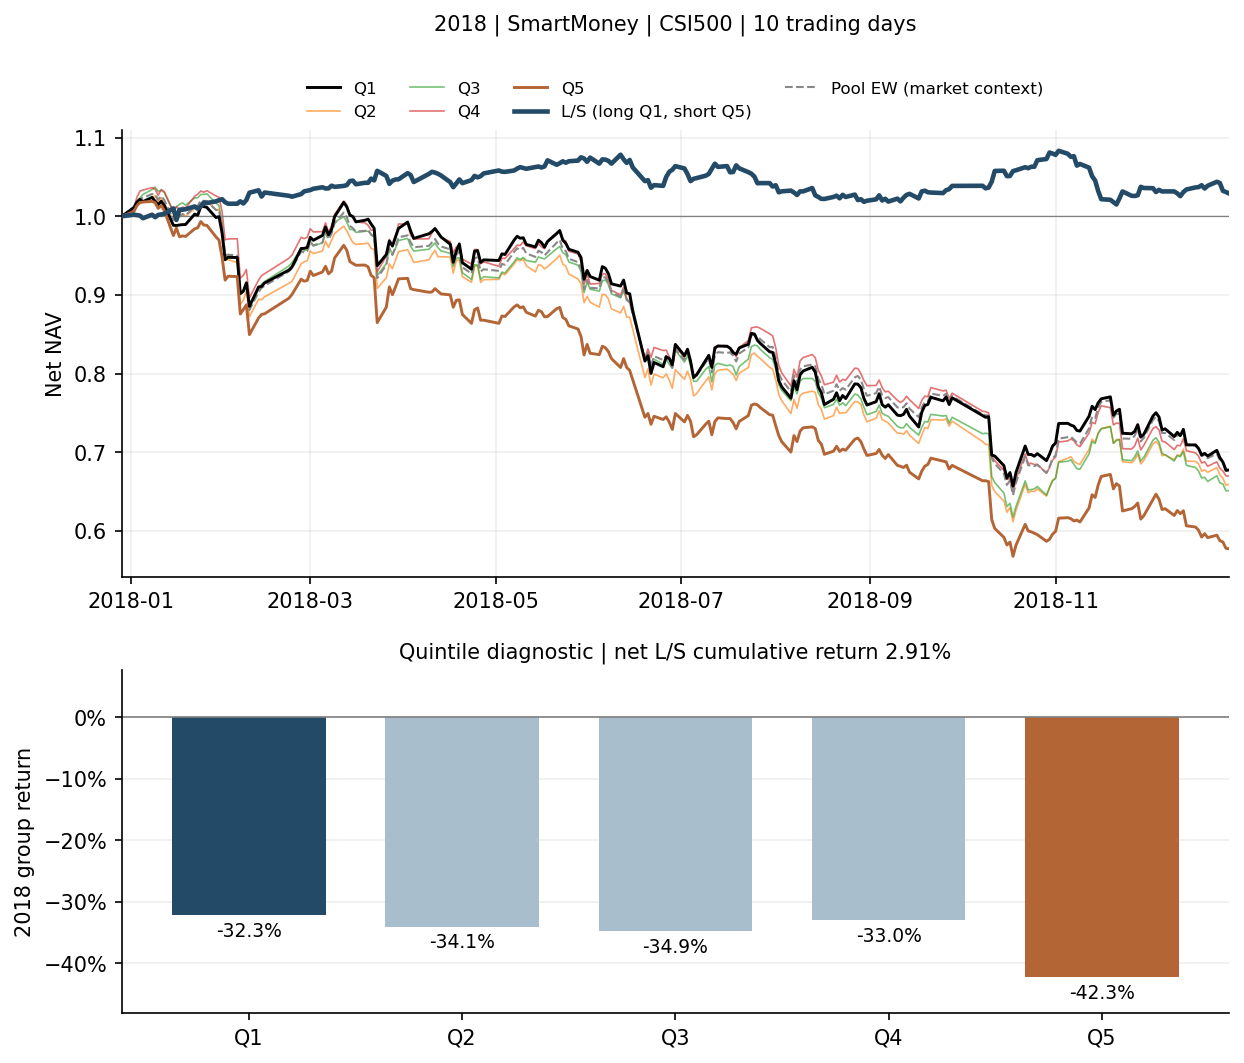 2018 | SmartMoney | CSI500 | 10 trading days
Q1 Q3 Q5 Pool EW (market context)
Q2 Q4 L/S (long Q1, short Q5)
Net NAV
1.1
1.0
0.9
0.8
0.7
0.6
2018-01 2018-03 2018-05 2018-07 2018-09 2018-11
Quintile diagnostic | net L/S cumulative return 2.91%
2018 group return
0%
−10%
−20%
−30%
−40%
-32.3% -34.1% -34.9% -33.0% -42.3%
Q1 Q2 Q3 Q4 Q5